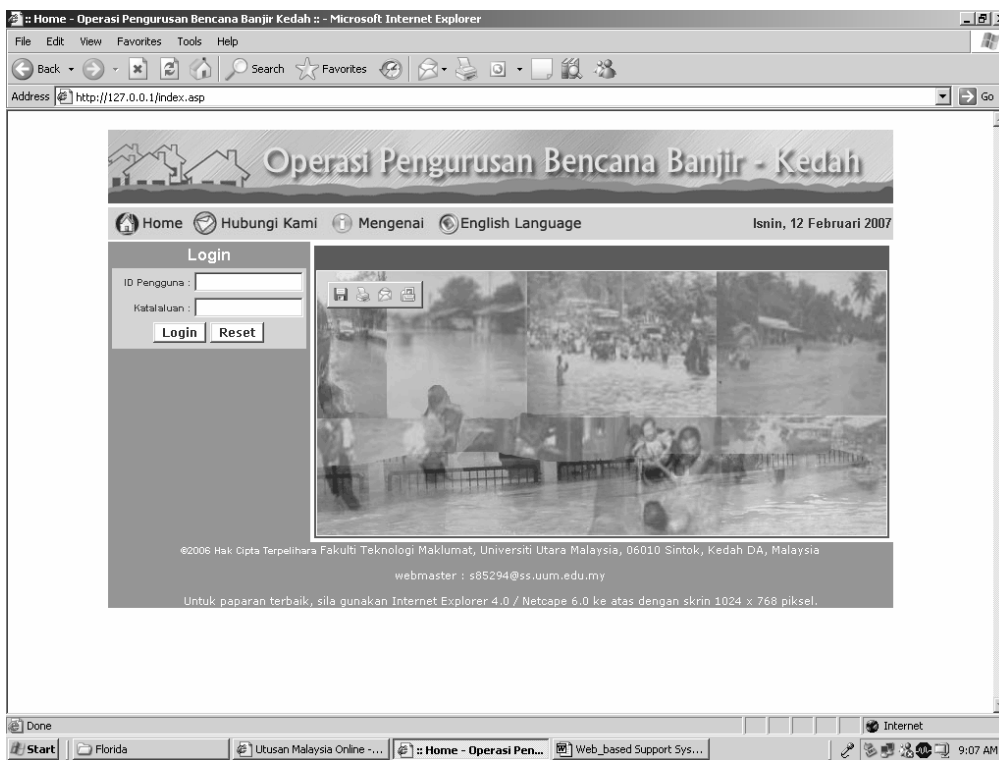 :: Home - Operasi Pengurusan Bencana Banjir Kedah :: - Microsoft Internet Explorer
File Edit View Favorites Tools Help
Back Search Favorites
Address http://127.0.0.1/index.asp Go
Operasi Pengurusan Bencana Banjir - Kedah
Home Hubungi Kami Mengenai English Language Isnin, 12 Februari 2007
Login
ID Pengguna :
Katalaluan :
Login Reset
©2006 Hak Cipta Terpelihara Fakulti Teknologi Maklumat, Universiti Utara Malaysia, 06010 Sintok, Kedah DA, Malaysia
webmaster : s85294@ss.uum.edu.my
Untuk paparan terbaik, sila gunakan Internet Explorer 4.0 / Netcape 6.0 ke atas dengan skrin 1024 x 768 piksel.
Done Internet
Start Florida Utusan Malaysia Online -... :: Home - Operasi Pen... Web_based Support Sys... 9:07 AM